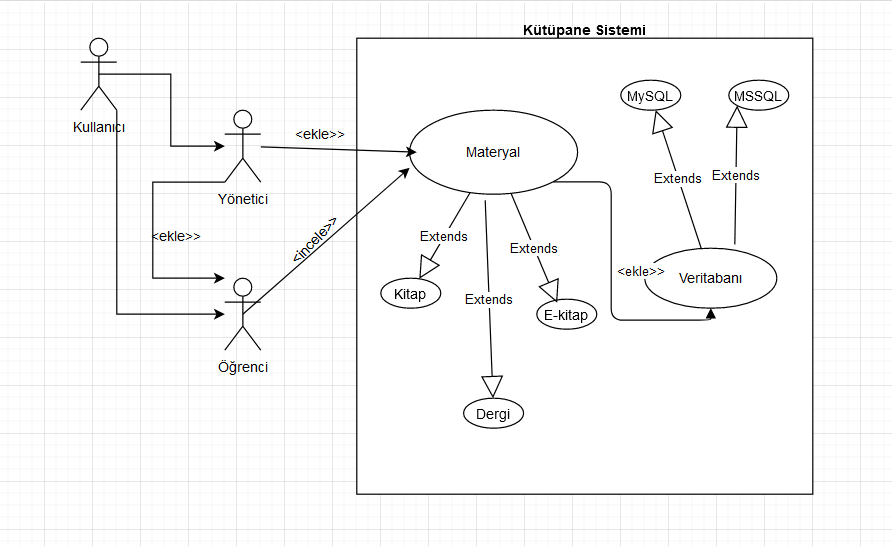 Kütüpane Sistemi
Kullanıcı
Yönetici
Öğrenci
<ekle>>
<ekle>>
<incele>>
Materyal
Extends
Extends
Extends
Kitap
E-kitap
Dergi
MySQL
MSSQL
Extends
Extends
<ekle>>
Veritabanı